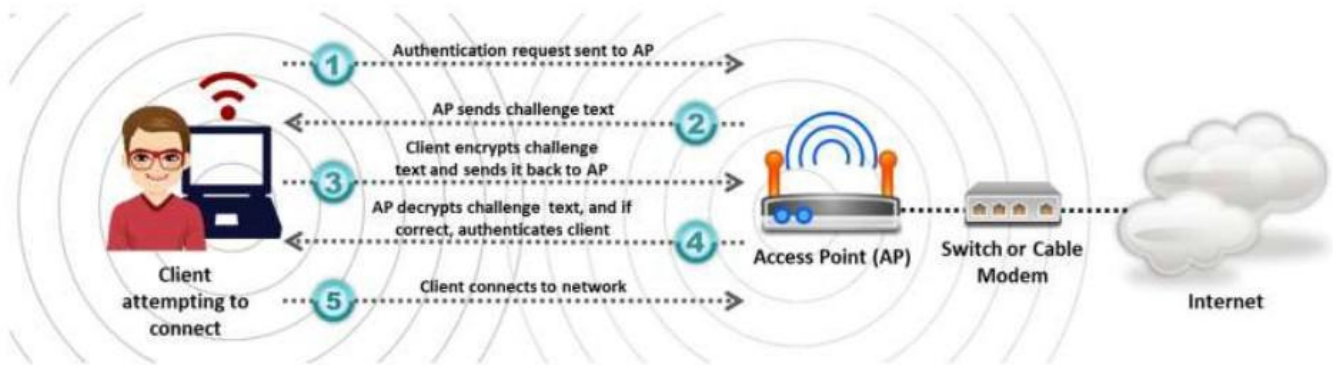 1
Authentication request sent to AP
AP sends challenge text
2
Client encrypts challenge
text and sends it back to AP
3
AP decrypts challenge text, and if
correct, authenticates client
4
Client connects to network
5
Client
attempting to
connect
Access Point (AP)
Switch or Cable
Modem
Internet